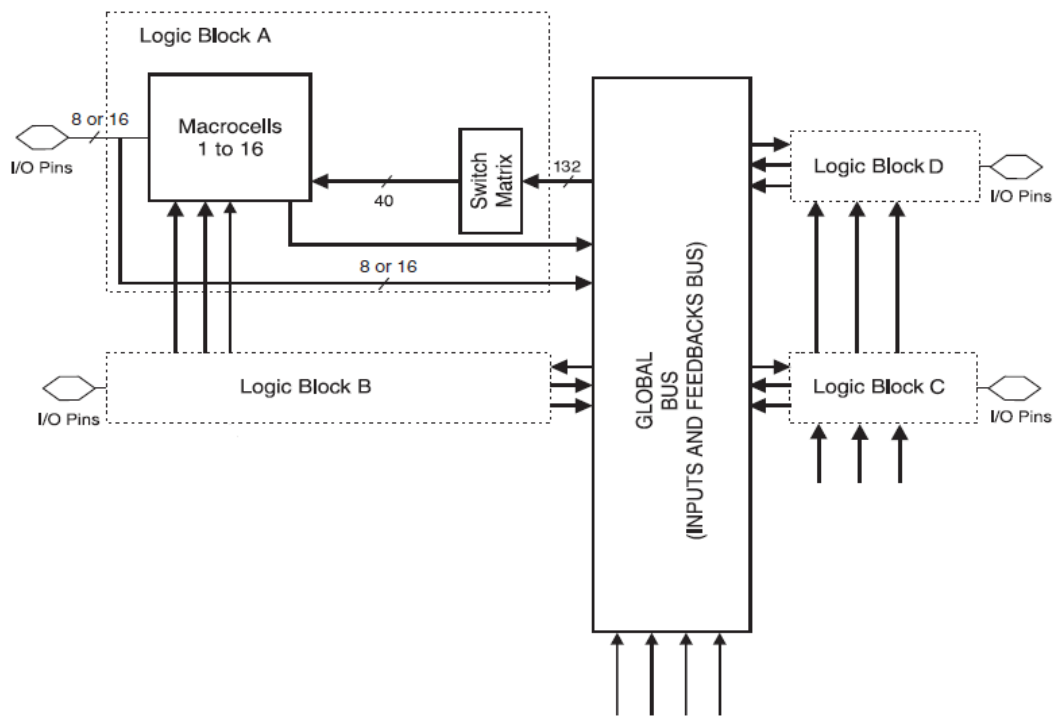 Logic Block A
8 or 16
I/O Pins
Macrocells
1 to 16
40
Switch
Matrix
132
8 or 16
Logic Block B
I/O Pins
GLOBAL
BUS
(INPUTS AND FEEDBACKS BUS)
Logic Block D
I/O Pins
Logic Block C
I/O Pins